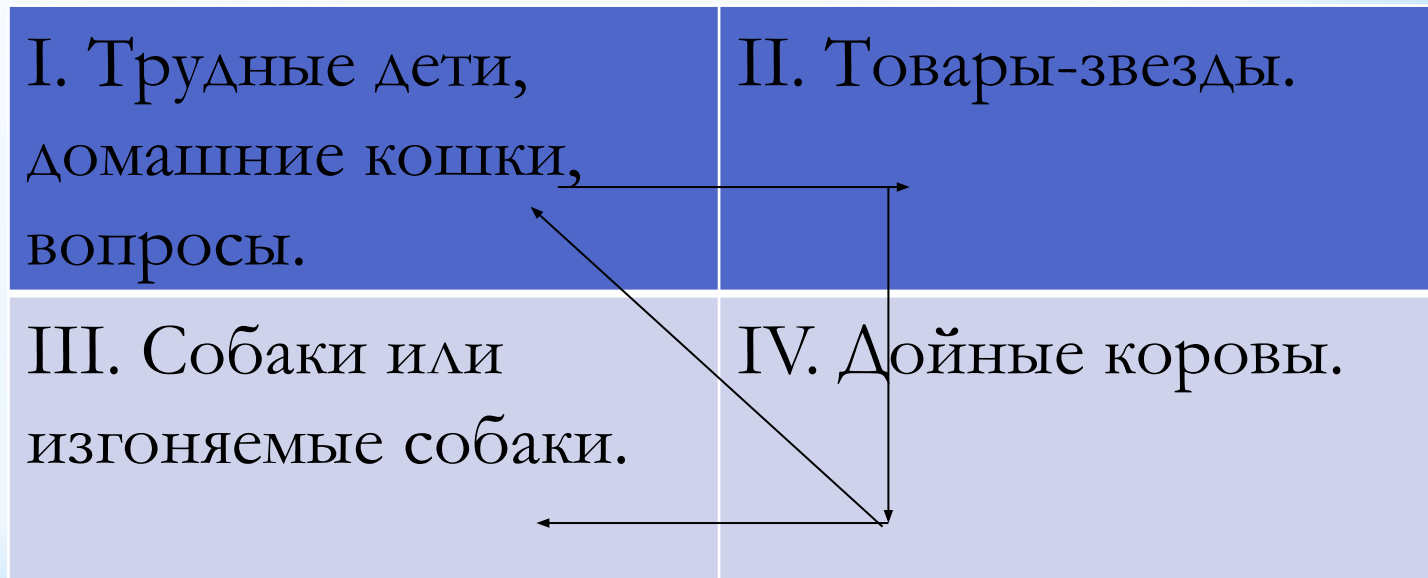 I. Трудные дети,
домашние кошки,
вопросы.
II. Товары-звезды.
III. Собаки или
изгоняемые собаки.
IV. Дойные коровы.